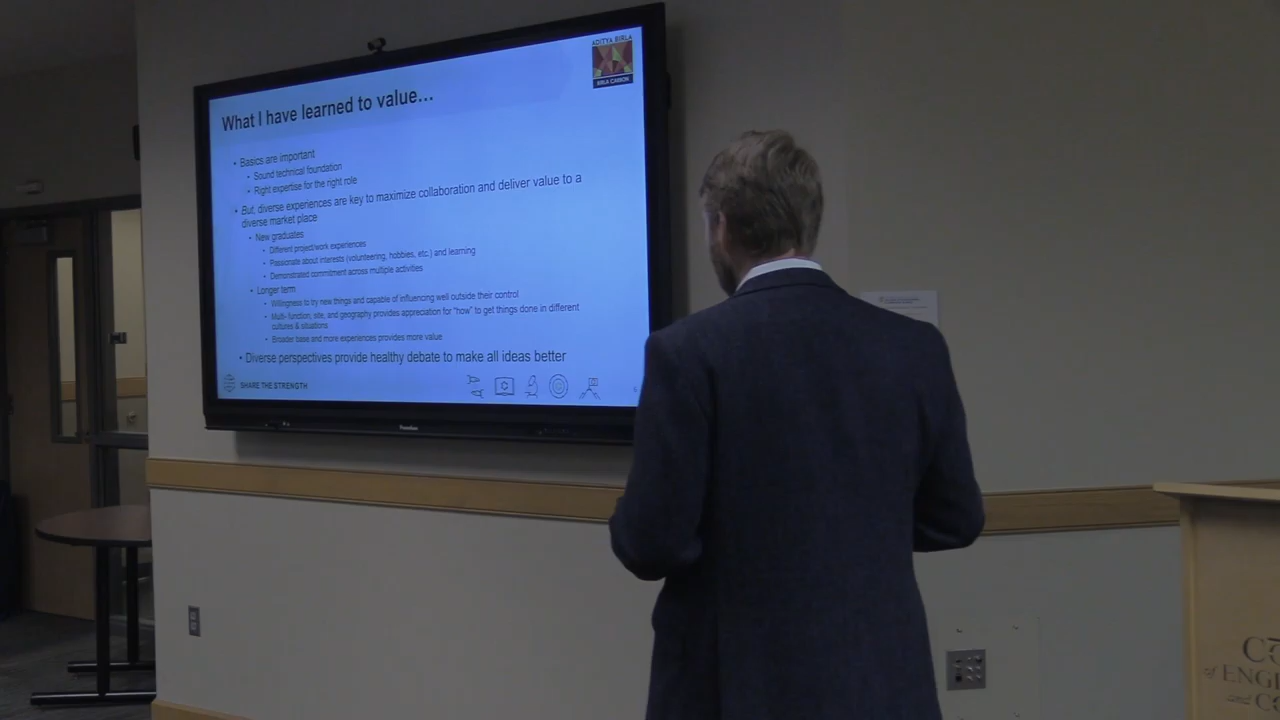 ADITYA BIRLA
BIRLA CARBON
What I have learned to value…
• Basics are important
• Sound technical foundation
• Right expertise for the right role
• But, diverse experiences are key to maximize collaboration and deliver value to a
diverse market place
• New graduates
• Different project/work experiences
• Passionate about interests (volunteering, hobbies, etc.) and learning
• Demonstrated commitment across multiple activities
• Longer term
• Willingness to try new things and capable of influencing well outside their control
• Multi- function, site, and geography provides appreciation for "how" to get things done in different
cultures & situations
• Broader base and more experiences provides more value
• Diverse perspectives provide healthy debate to make all ideas better
SHARE THE STRENGTH
of ENG